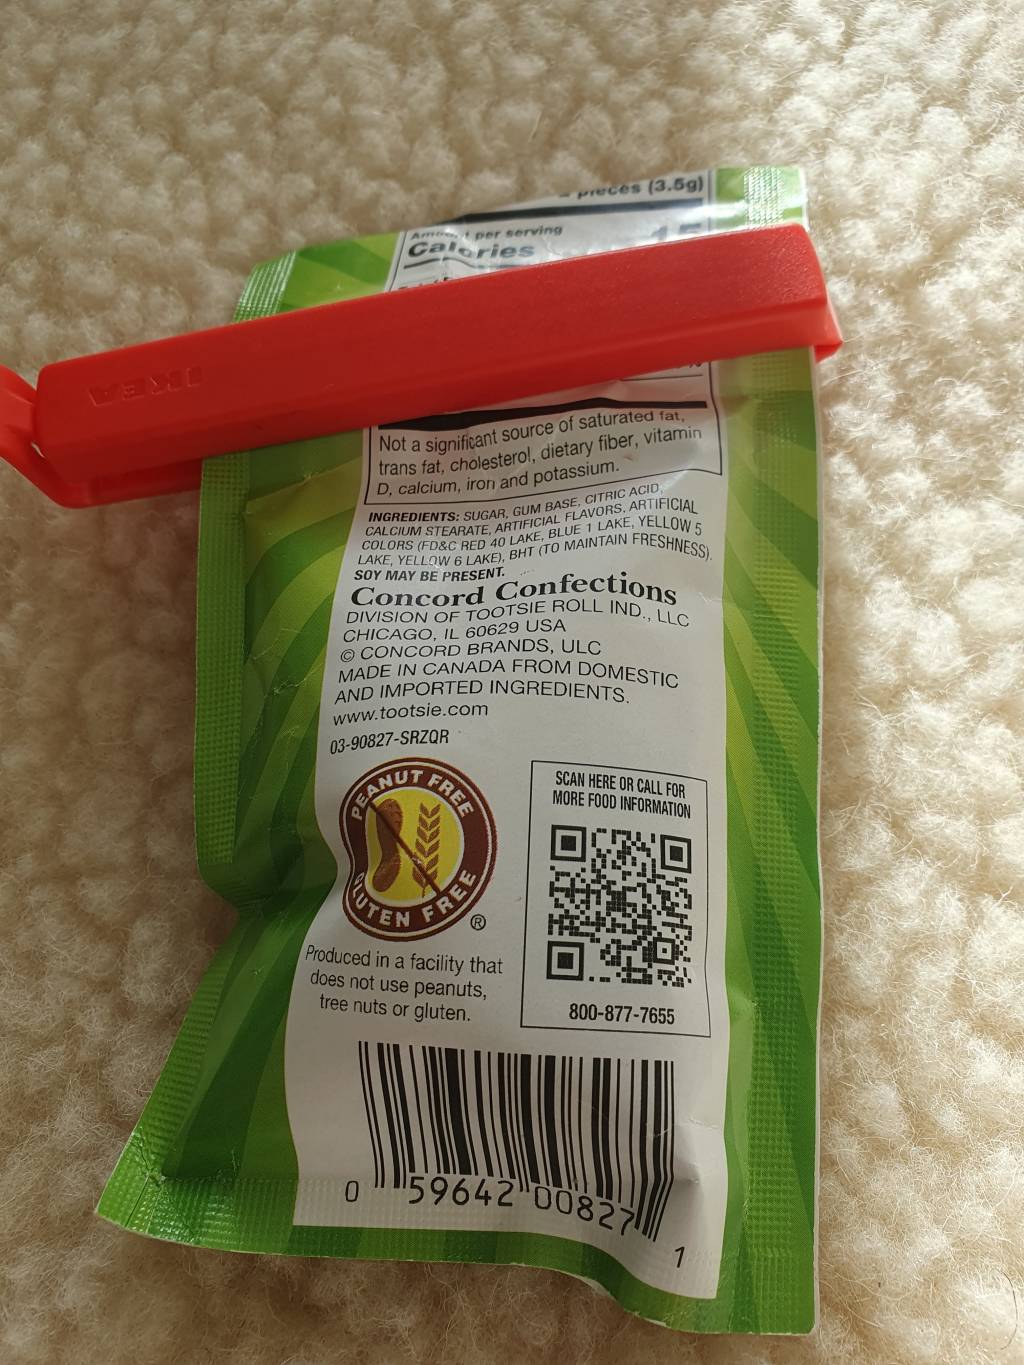 pieces (3.5g)
Amount per serving
Calories 15
IKEA
Not a significant source of saturated fat,
trans fat, cholesterol, dietary fiber, vitamin
D, calcium, iron and potassium.
INGREDIENTS: SUGAR, GUM BASE, CITRIC ACID,
CALCIUM STEARATE, ARTIFICIAL FLAVORS, ARTIFICIAL
COLORS (FD&C RED 40 LAKE, BLUE 1 LAKE, YELLOW 5
LAKE, YELLOW 6 LAKE), BHT (TO MAINTAIN FRESHNESS).
SOY MAY BE PRESENT.
Concord Confections
DIVISION OF TOOTSIE ROLL IND., LLC
CHICAGO, IL 60629 USA
© CONCORD BRANDS, ULC
MADE IN CANADA FROM DOMESTIC
AND IMPORTED INGREDIENTS.
www.tootsie.com
03-90827-SRZQR
PEANUT FREE
GLUTEN FREE
®
Produced in a facility that
does not use peanuts,
tree nuts or gluten.
SCAN HERE OR CALL FOR
MORE FOOD INFORMATION
800-877-7655
0 59642 00827 1